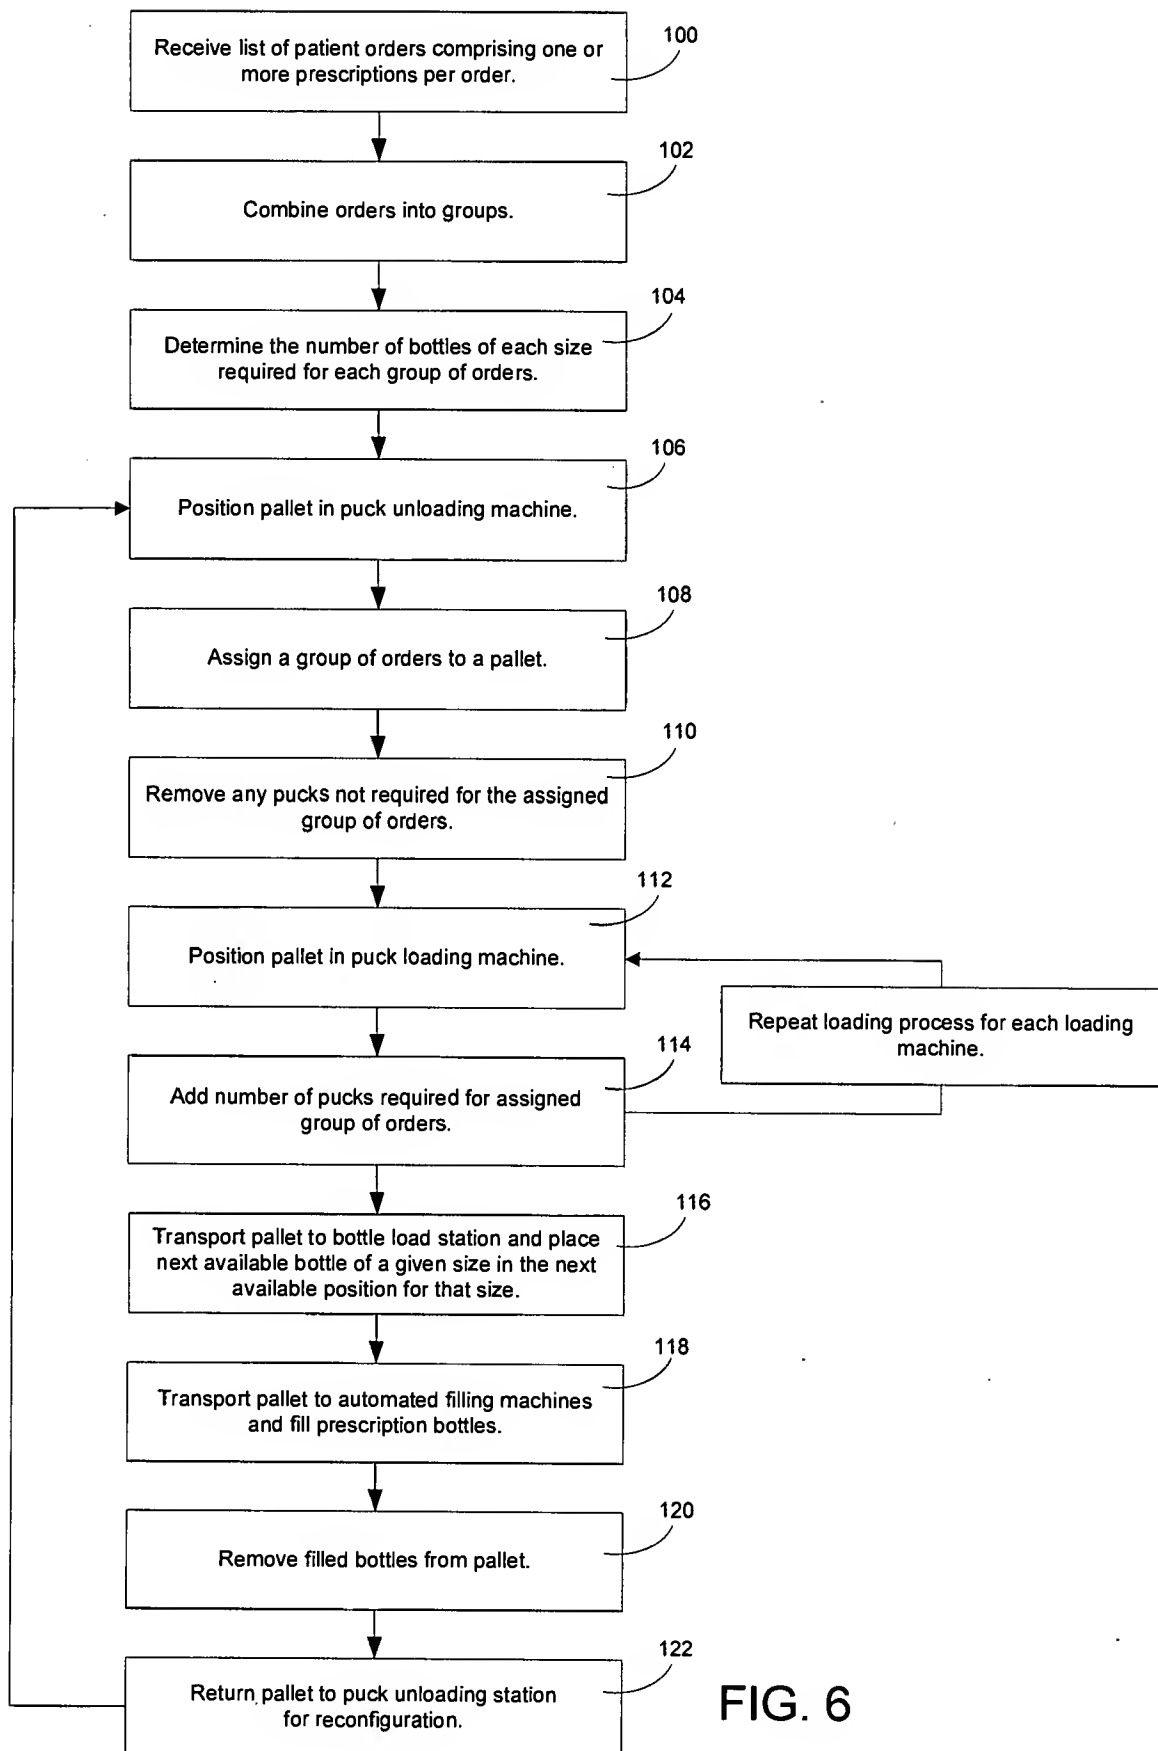 Receive list of patient orders comprising one or
more prescriptions per order.
100
Combine orders into groups.
102
Determine the number of bottles of each size
required for each group of orders.
104
Position pallet in puck unloading machine.
106
Assign a group of orders to a pallet.
108
Remove any pucks not required for the assigned
group of orders.
110
Position pallet in puck loading machine.
112
Repeat loading process for each loading
machine.
Add number of pucks required for assigned
group of orders.
114
Transport pallet to bottle load station and place
next available bottle of a given size in the next
available position for that size.
116
Transport pallet to automated filling machines
and fill prescription bottles.
118
Remove filled bottles from pallet.
120
Return pallet to puck unloading station
for reconfiguration.
122
FIG. 6